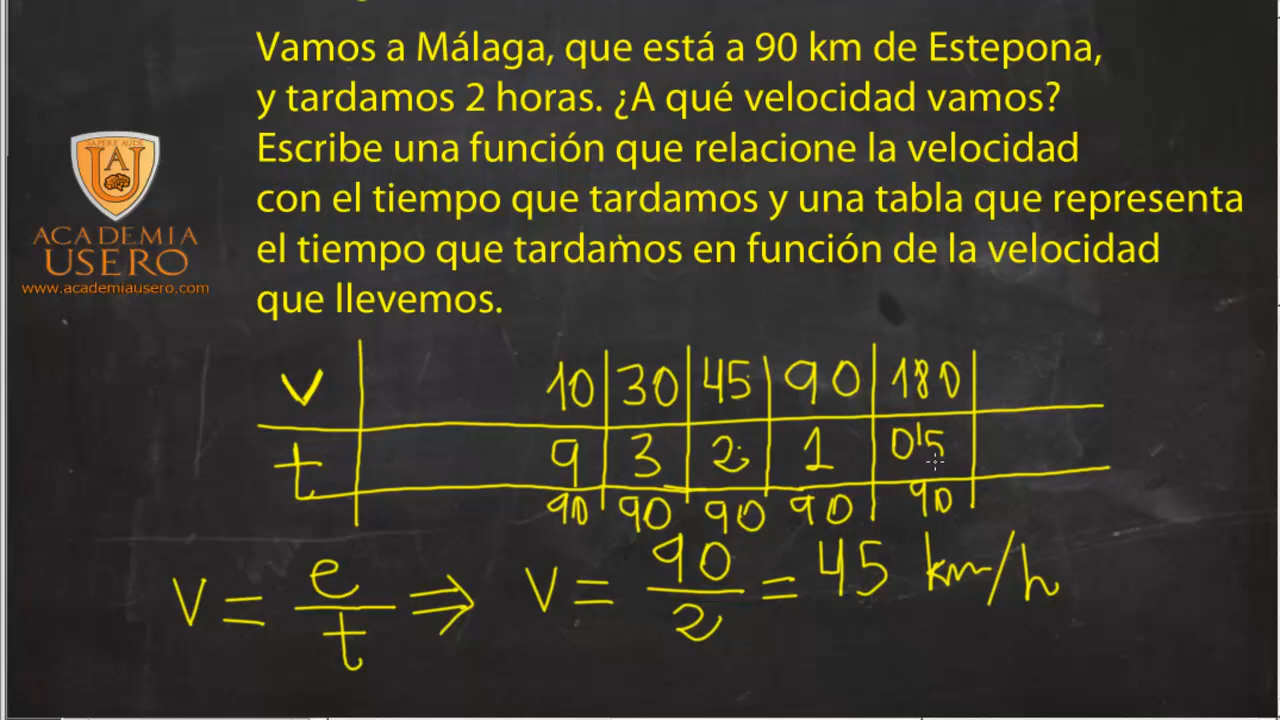 Vamos a Málaga, que está a 90 km de Estepona,
y tardamos 2 horas. ¿A qué velocidad vamos?
Escribe una función que relacione la velocidad
con el tiempo que tardamos y una tabla que representa
el tiempo que tardamos en función de la velocidad
que llevemos.
SAPERE AUDE
UA
ACADEMIA
USERO
www.academiausero.com
v 10 30 45 90 180
t 9 3 2 1 0'5
90 90 90 90 90
V = e/t ⇒ V = 90/2 = 45 km/h